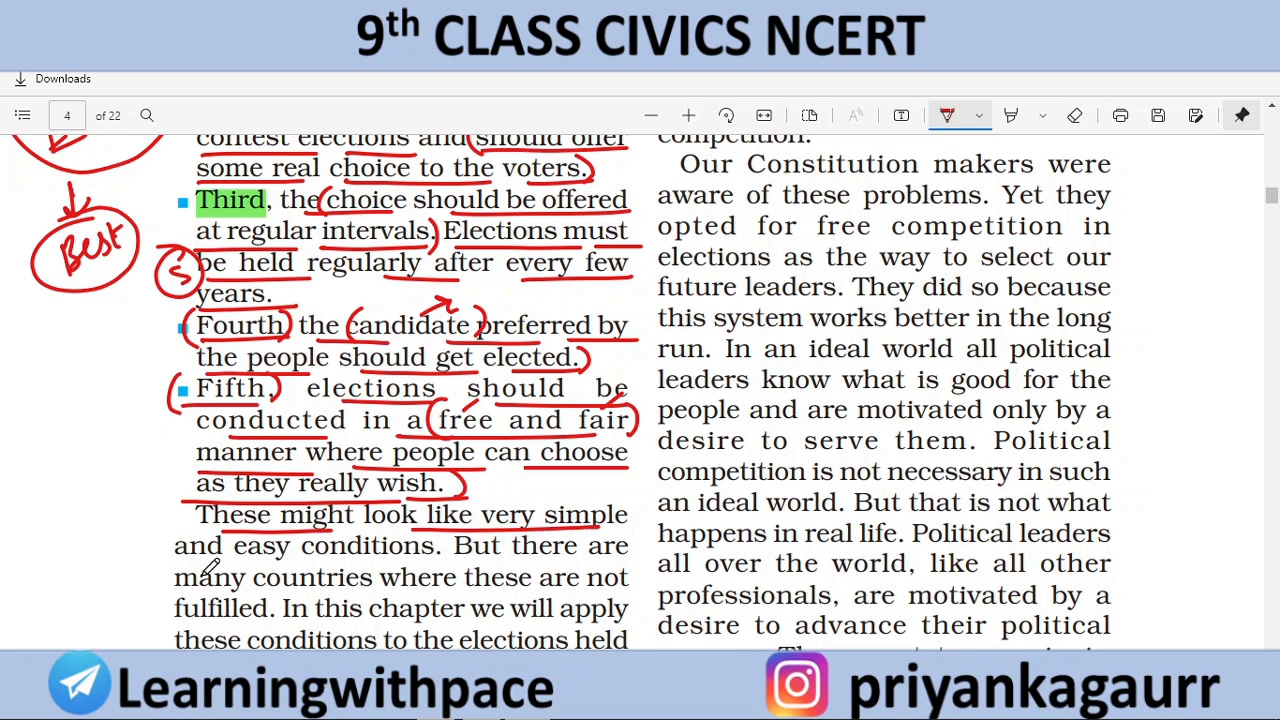 9th CLASS CIVICS NCERT
Downloads
4 of 22
contest elections and should offer
some real choice to the voters.
Third, the choice should be offered
at regular intervals. Elections must
be held regularly after every few
years.
Fourth, the candidate preferred by
the people should get elected.
Fifth, elections should be
conducted in a free and fair
manner where people can choose
as they really wish.
These might look like very simple
and easy conditions. But there are
many countries where these are not
fulfilled. In this chapter we will apply
these conditions to the elections held
Best
5
competition.
Our Constitution makers were
aware of these problems. Yet they
opted for free competition in
elections as the way to select our
future leaders. They did so because
this system works better in the long
run. In an ideal world all political
leaders know what is good for the
people and are motivated only by a
desire to serve them. Political
competition is not necessary in such
an ideal world. But that is not what
happens in real life. Political leaders
all over the world, like all other
professionals, are motivated by a
desire to advance their political
Learningwithpace
priyankagaurr